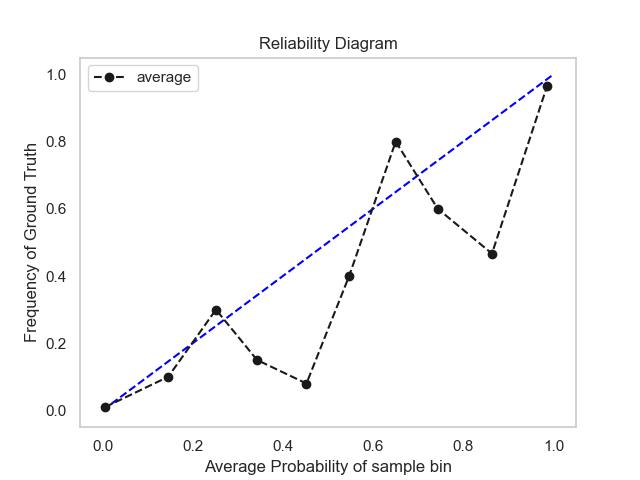 Reliability Diagram
average
Frequency of Ground Truth
1.0
0.8
0.6
0.4
0.2
0.0
0.0 0.2 0.4 0.6 0.8 1.0
Average Probability of sample bin